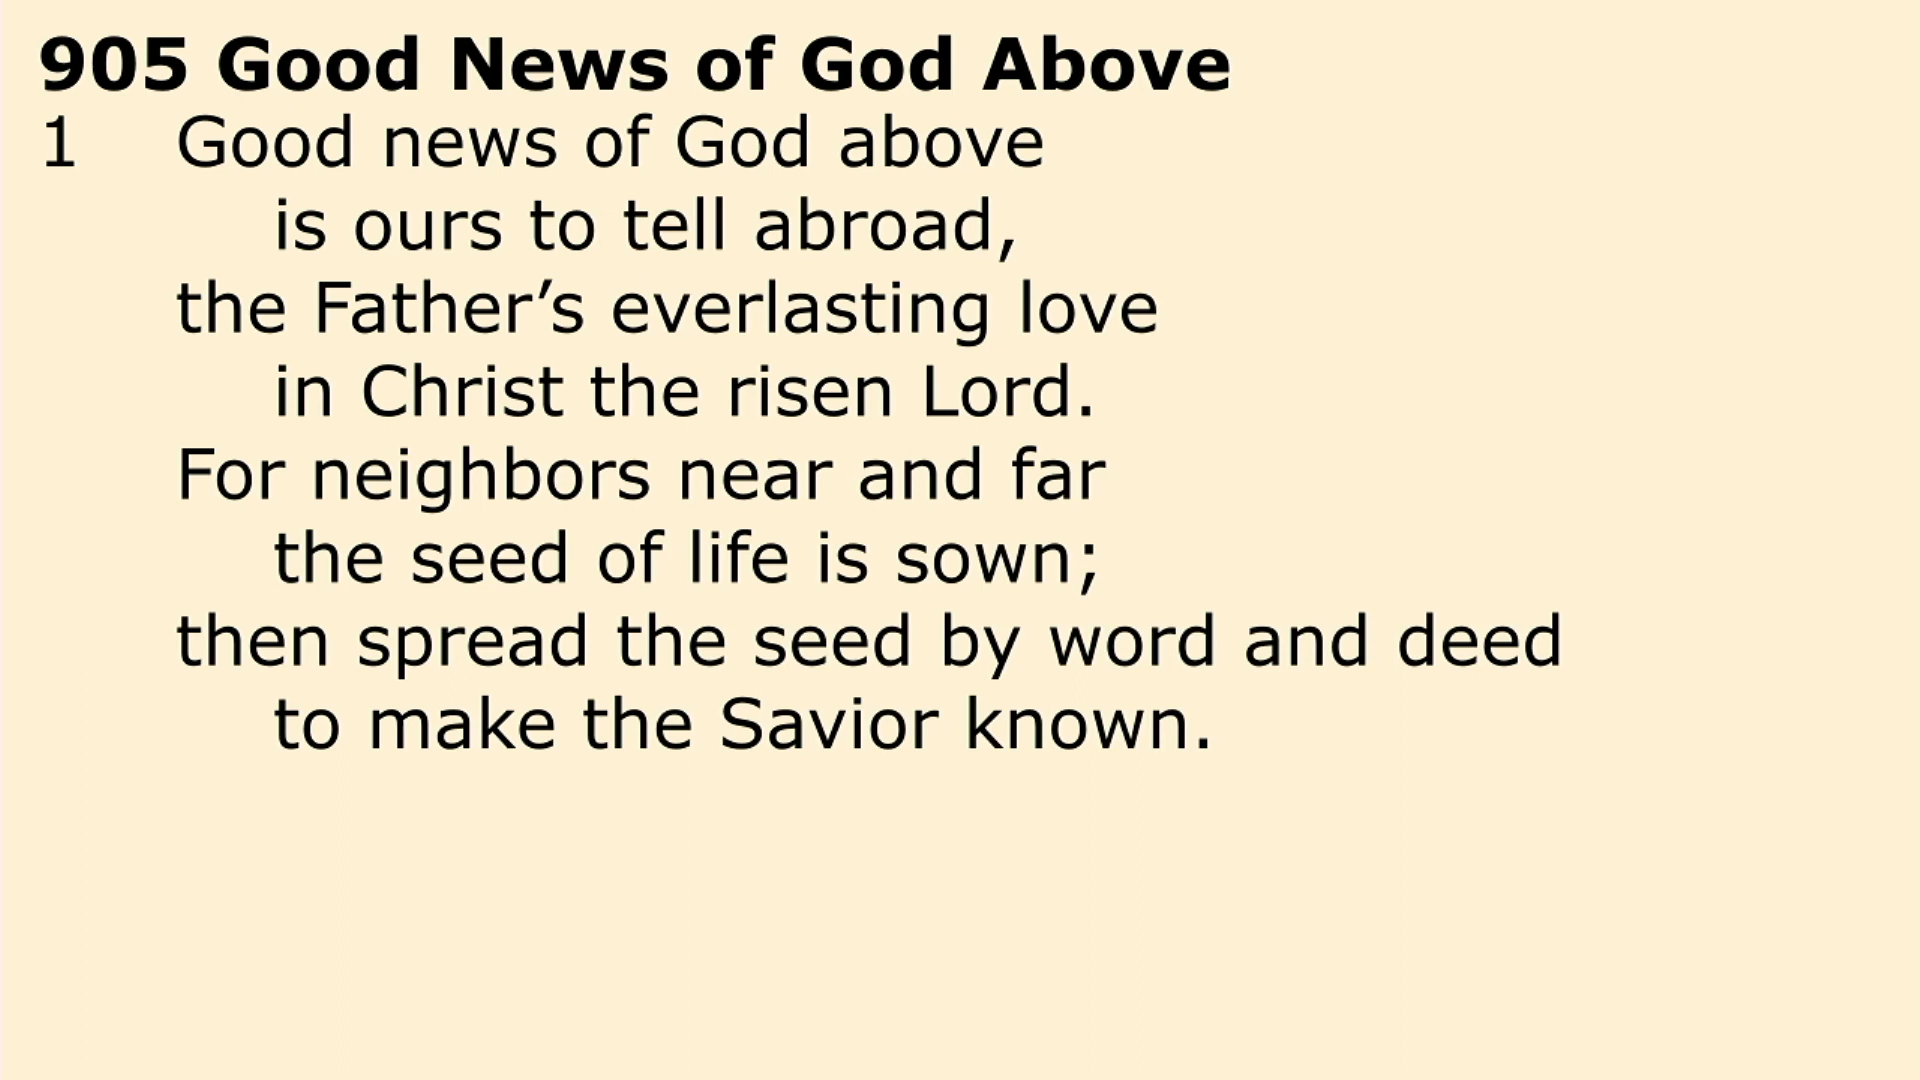 905 Good News of God Above
1 Good news of God above
is ours to tell abroad,
the Father’s everlasting love
in Christ the risen Lord.
For neighbors near and far
the seed of life is sown;
then spread the seed by word and deed
to make the Savior known.